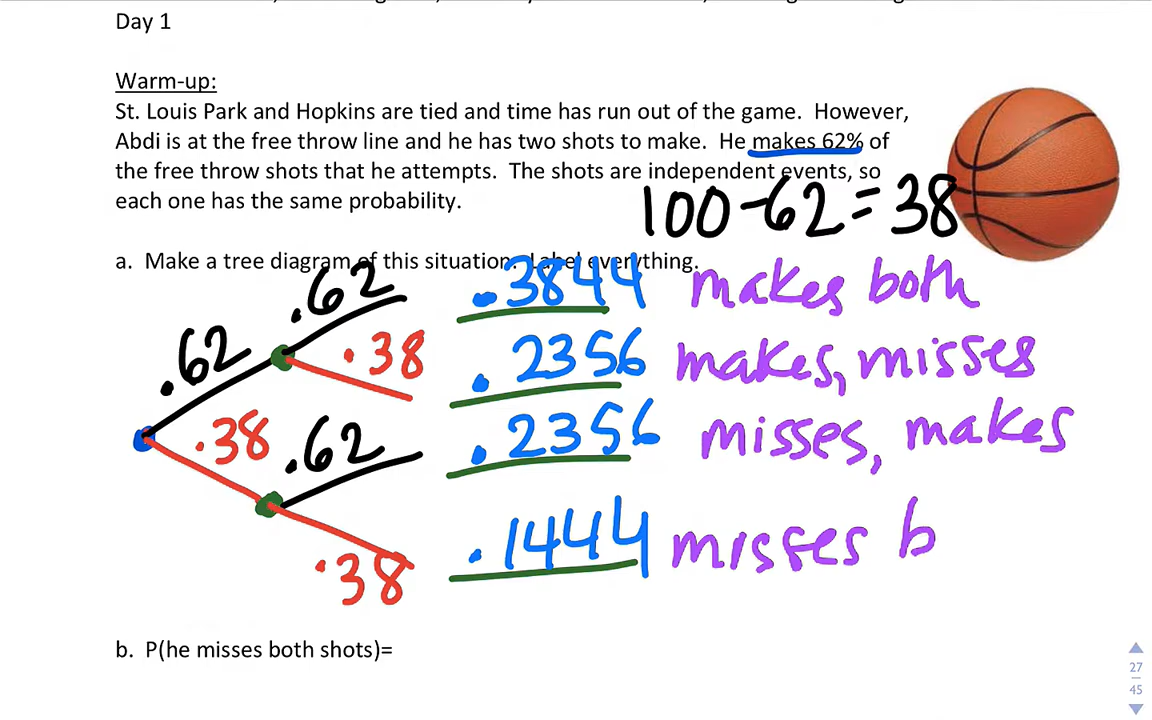 Day 1
Warm-up:
St. Louis Park and Hopkins are tied and time has run out of the game. However,
Abdi is at the free throw line and he has two shots to make. He makes 62% of
the free throw shots that he attempts. The shots are independent events, so
each one has the same probability.
100-62=38
a. Make a tree diagram of this situation. Label everything.
.62
.62
.3844 makes both
.38
.2356 makes, misses
.38
.62
.2356 misses, makes
.38
.1444 misses b
b. P(he misses both shots)=
27
45